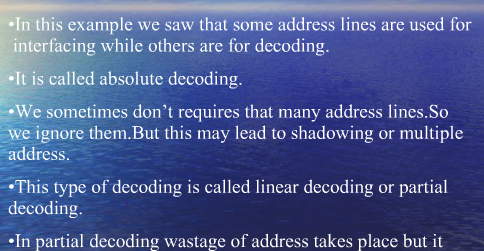 •In this example we saw that some address lines are used for
interfacing while others are for decoding.
•It is called absolute decoding.
•We sometimes don’t requires that many address lines.So
we ignore them.But this may lead to shadowing or multiple
address.
•This type of decoding is called linear decoding or partial
decoding.
•In partial decoding wastage of address takes place but it